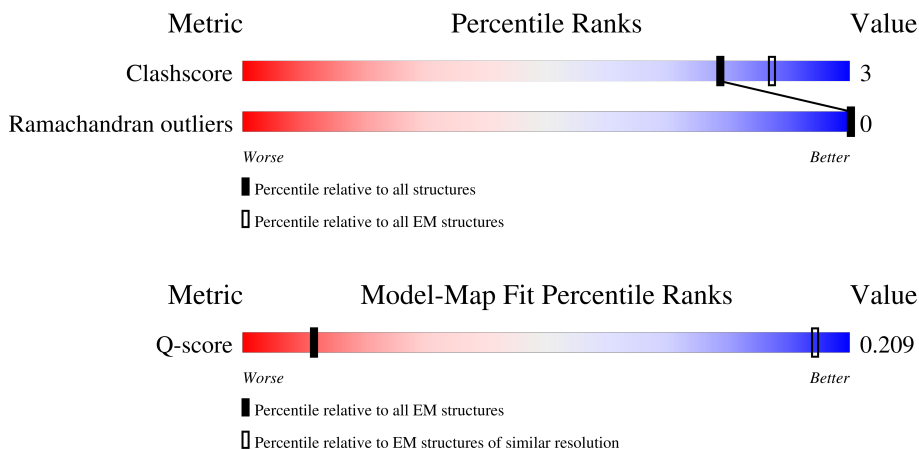 Metric Percentile Ranks Value
Clashscore 3
Ramachandran outliers 0
Worse Better
Percentile relative to all structures
Percentile relative to all EM structures
Metric Model-Map Fit Percentile Ranks Value
Q-score 0.209
Worse Better
Percentile relative to all EM structures
Percentile relative to EM structures of similar resolution